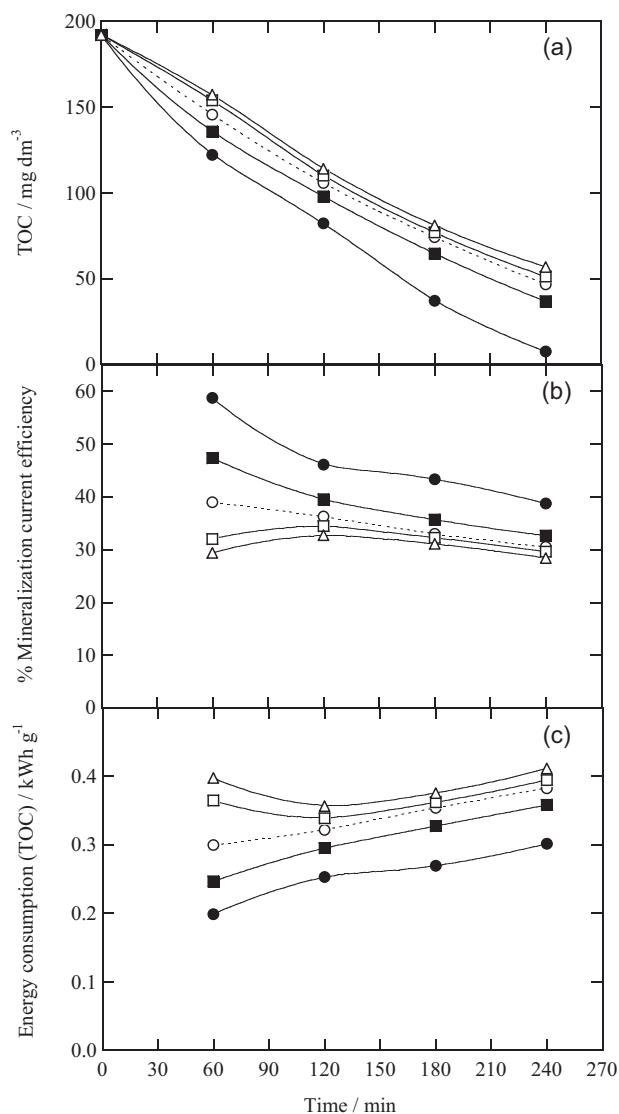 200
(a)
150
TOC / mg dm⁻³
100
50
0
60
(b)
50
% Mineralization current efficiency
40
30
20
10
0
(c)
0.4
Energy consumption (TOC) / kWh g⁻¹
0.3
0.2
0.1
0.0
0 30 60 90 120 150 180 210 240 270
Time / min